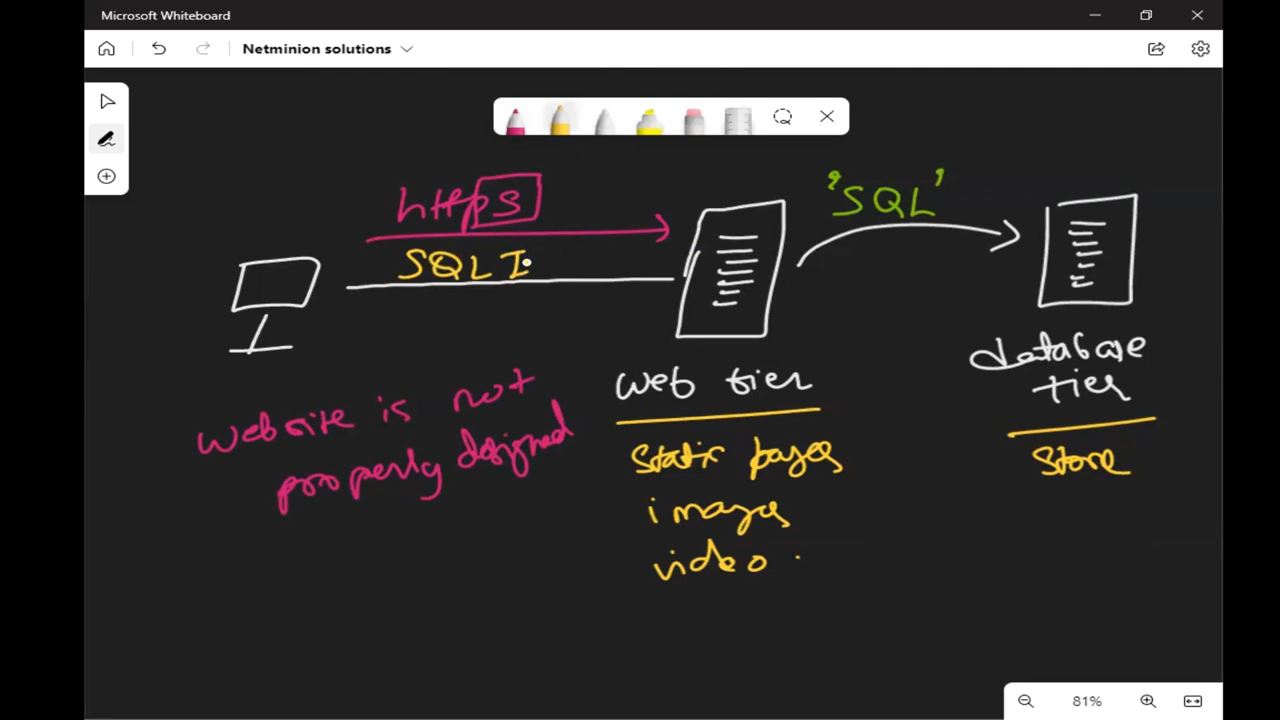 Microsoft Whiteboard
Netminion solutions
https
'SQL'
SQL I
web tier
database
tier
website is not
properly designed
static pages
images
video
store
81%